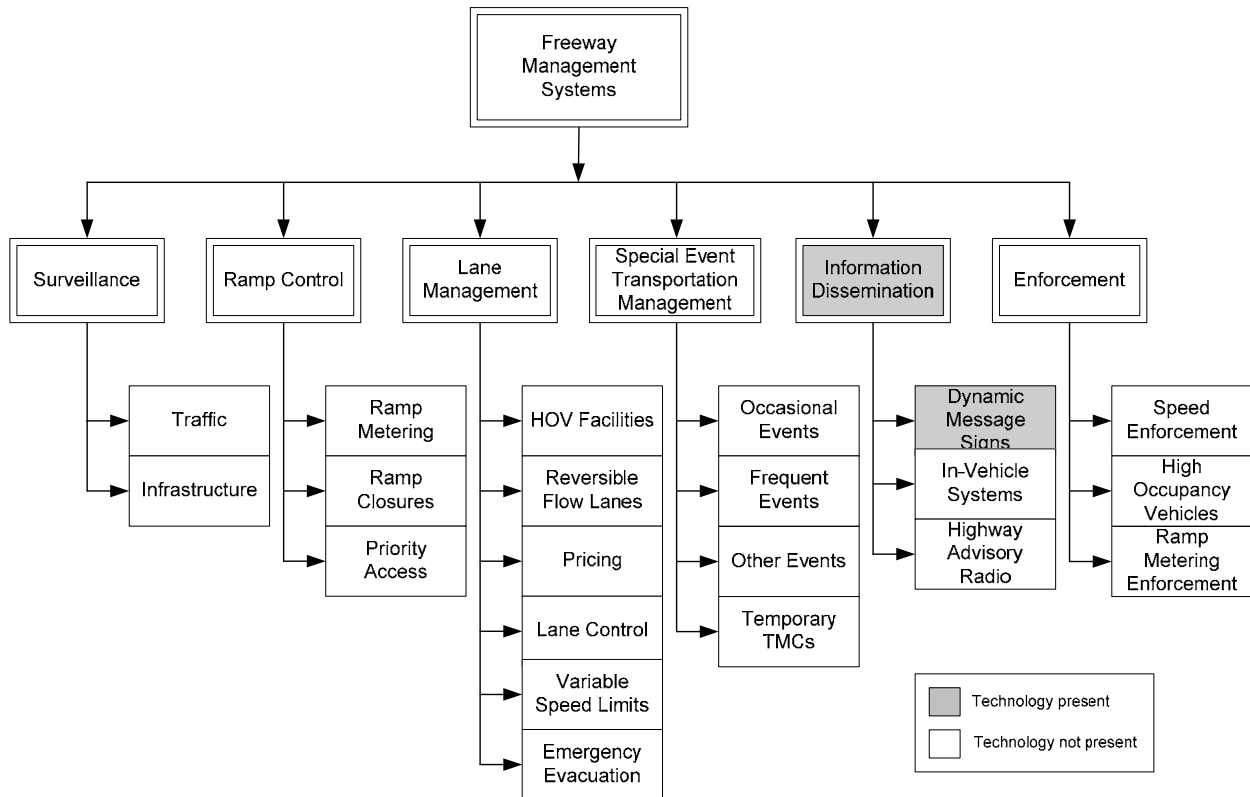 Freeway
Management
Systems
Surveillance
Ramp Control
Lane
Management
Special Event
Transportation
Management
Information
Dissemination
Enforcement
Traffic
Infrastructure
Ramp
Metering
Ramp
Closures
Priority
Access
HOV Facilities
Reversible
Flow Lanes
Pricing
Lane Control
Variable
Speed Limits
Emergency
Evacuation
Occasional
Events
Frequent
Events
Other Events
Temporary
TMCs
Dynamic
Message
Signs
In-Vehicle
Systems
Highway
Advisory
Radio
Speed
Enforcement
High
Occupancy
Vehicles
Ramp
Metering
Enforcement
Technology present
Technology not present